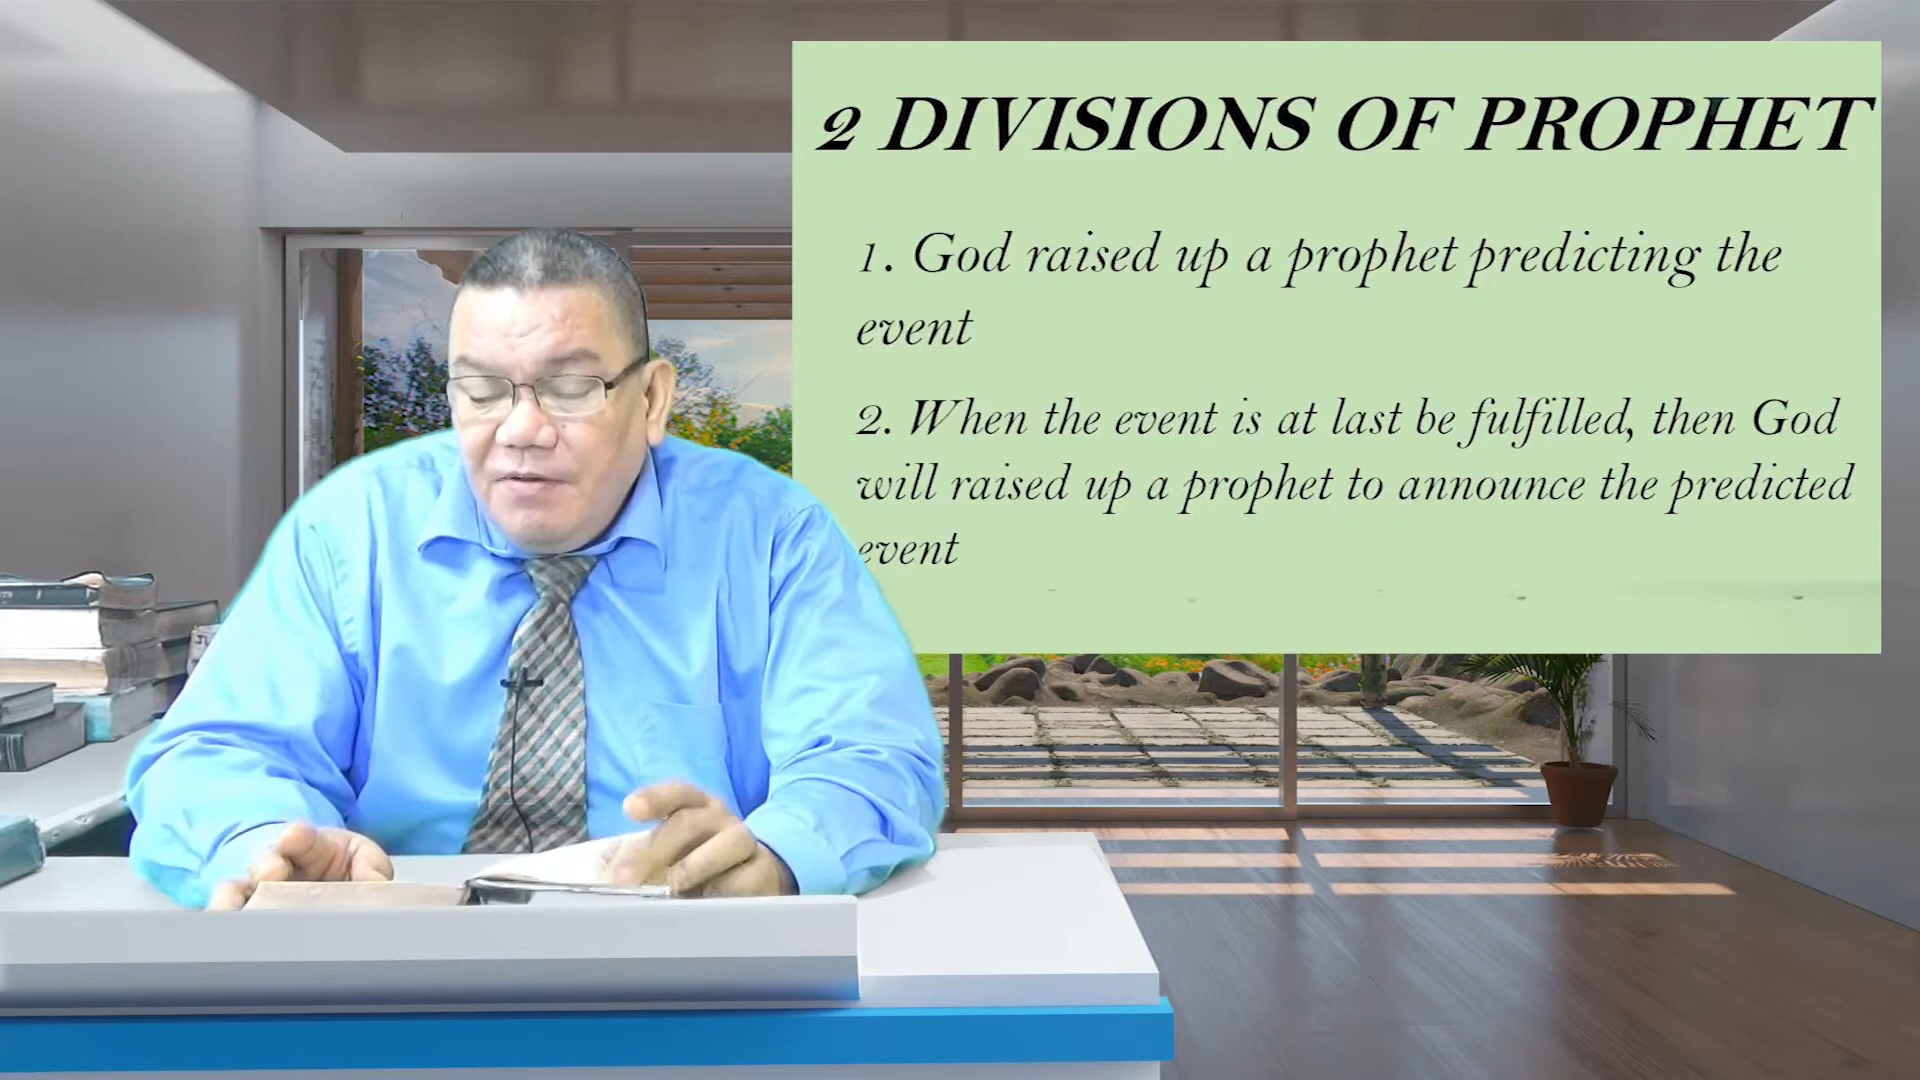 2 DIVISIONS OF PROPHET
1. God raised up a prophet predicting the
event
2. When the event is at last be fulfilled, then God
will raised up a prophet to announce the predicted
event